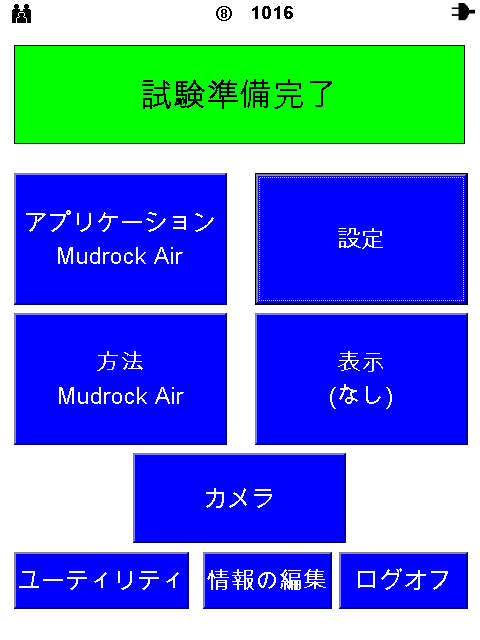 ⑧ 1016
試験準備完了
アプリケーション
Mudrock Air
設定
方法
Mudrock Air
表示
(なし)
カメラ
ユーティリティ
情報の編集
ログオフ